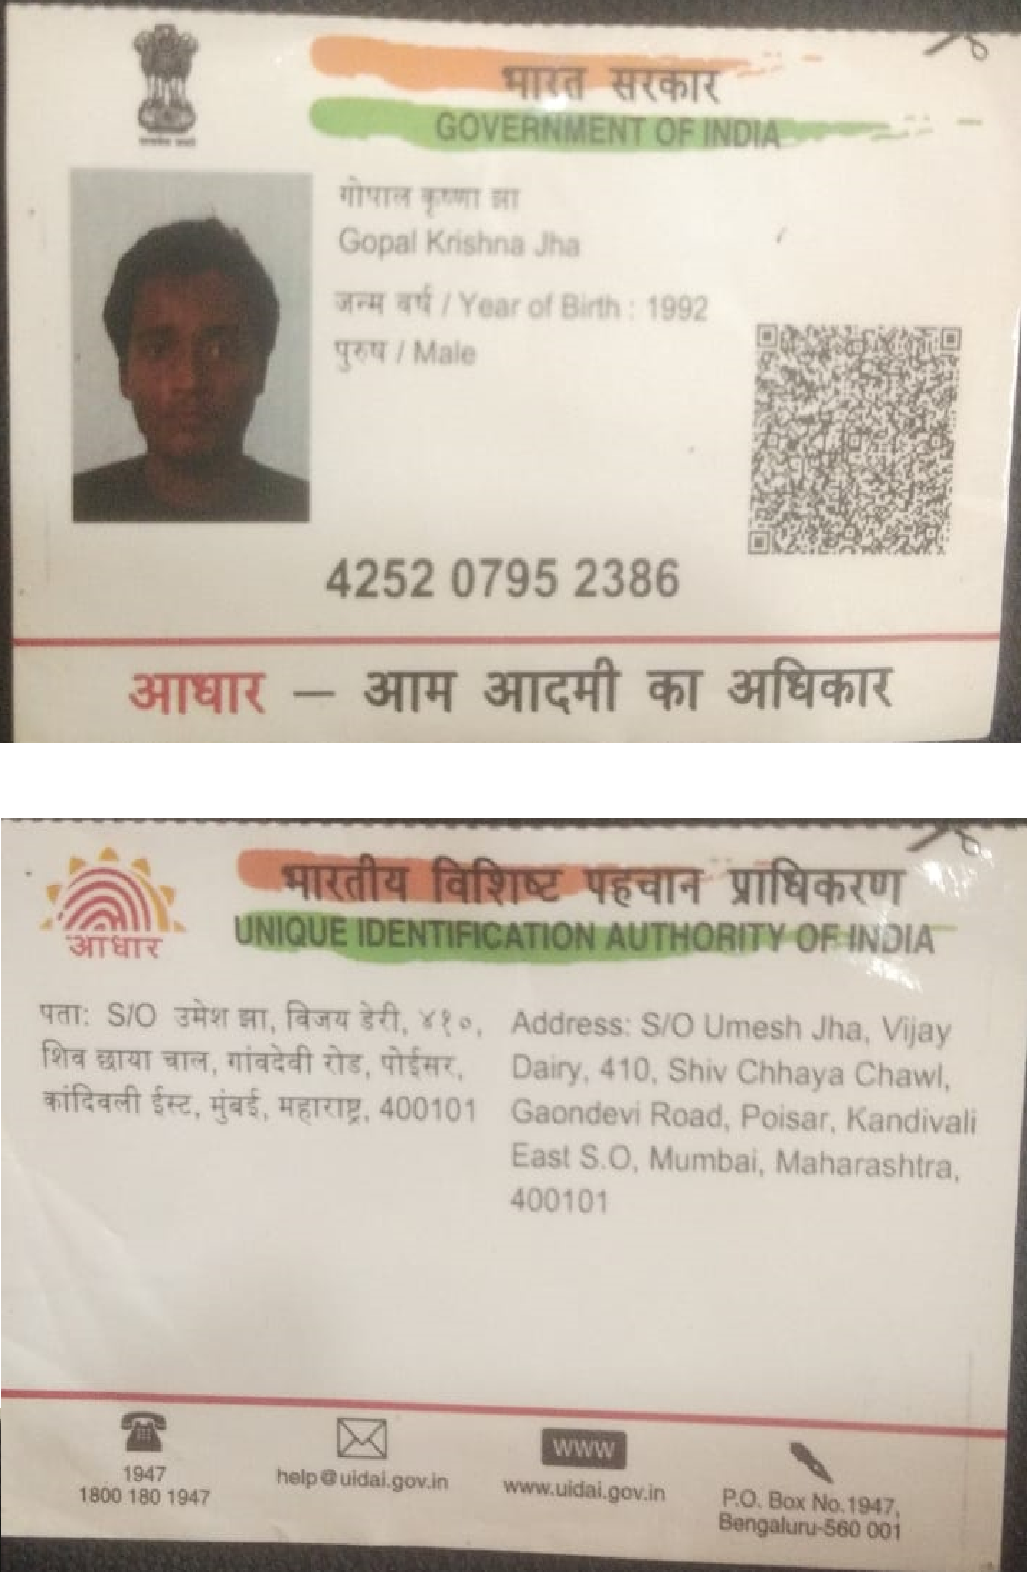 भारत सरकार
GOVERNMENT OF INDIA
गोपाल कृष्णा झा
Gopal Krishna Jha
जन्म वर्ष / Year of Birth : 1992
पुरुष / Male
4252 0795 2386
आधार – आम आदमी का अधिकार
भारतीय विशिष्ट पहचान प्राधिकरण
UNIQUE IDENTIFICATION AUTHORITY OF INDIA
आधार
पता: S/O उमेश झा, विजय डेरी, ४१०,
शिव छाया चाल, गांवदेवी रोड, पोईसर,
कांदिवली ईस्ट, मुंबई, महाराष्ट्र, 400101
Address: S/O Umesh Jha, Vijay
Dairy, 410, Shiv Chhaya Chawl,
Gaondevi Road, Poisar, Kandivali
East S.O, Mumbai, Maharashtra,
400101
1947
1800 180 1947
help@uidai.gov.in
www
www.uidai.gov.in
P.O. Box No.1947,
Bengaluru-560 001